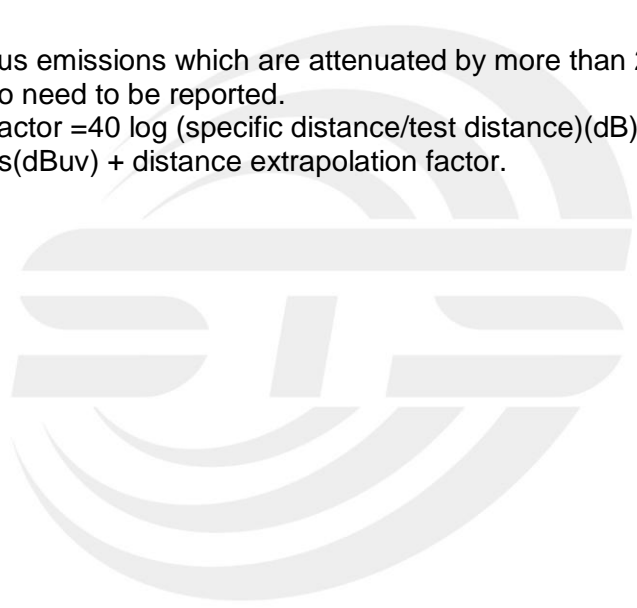 us emissions which are attenuated by more than
o need to be reported.
actor =40 log (specific distance/test distance)(dB)
s(dBuv) + distance extrapolation factor.
STS